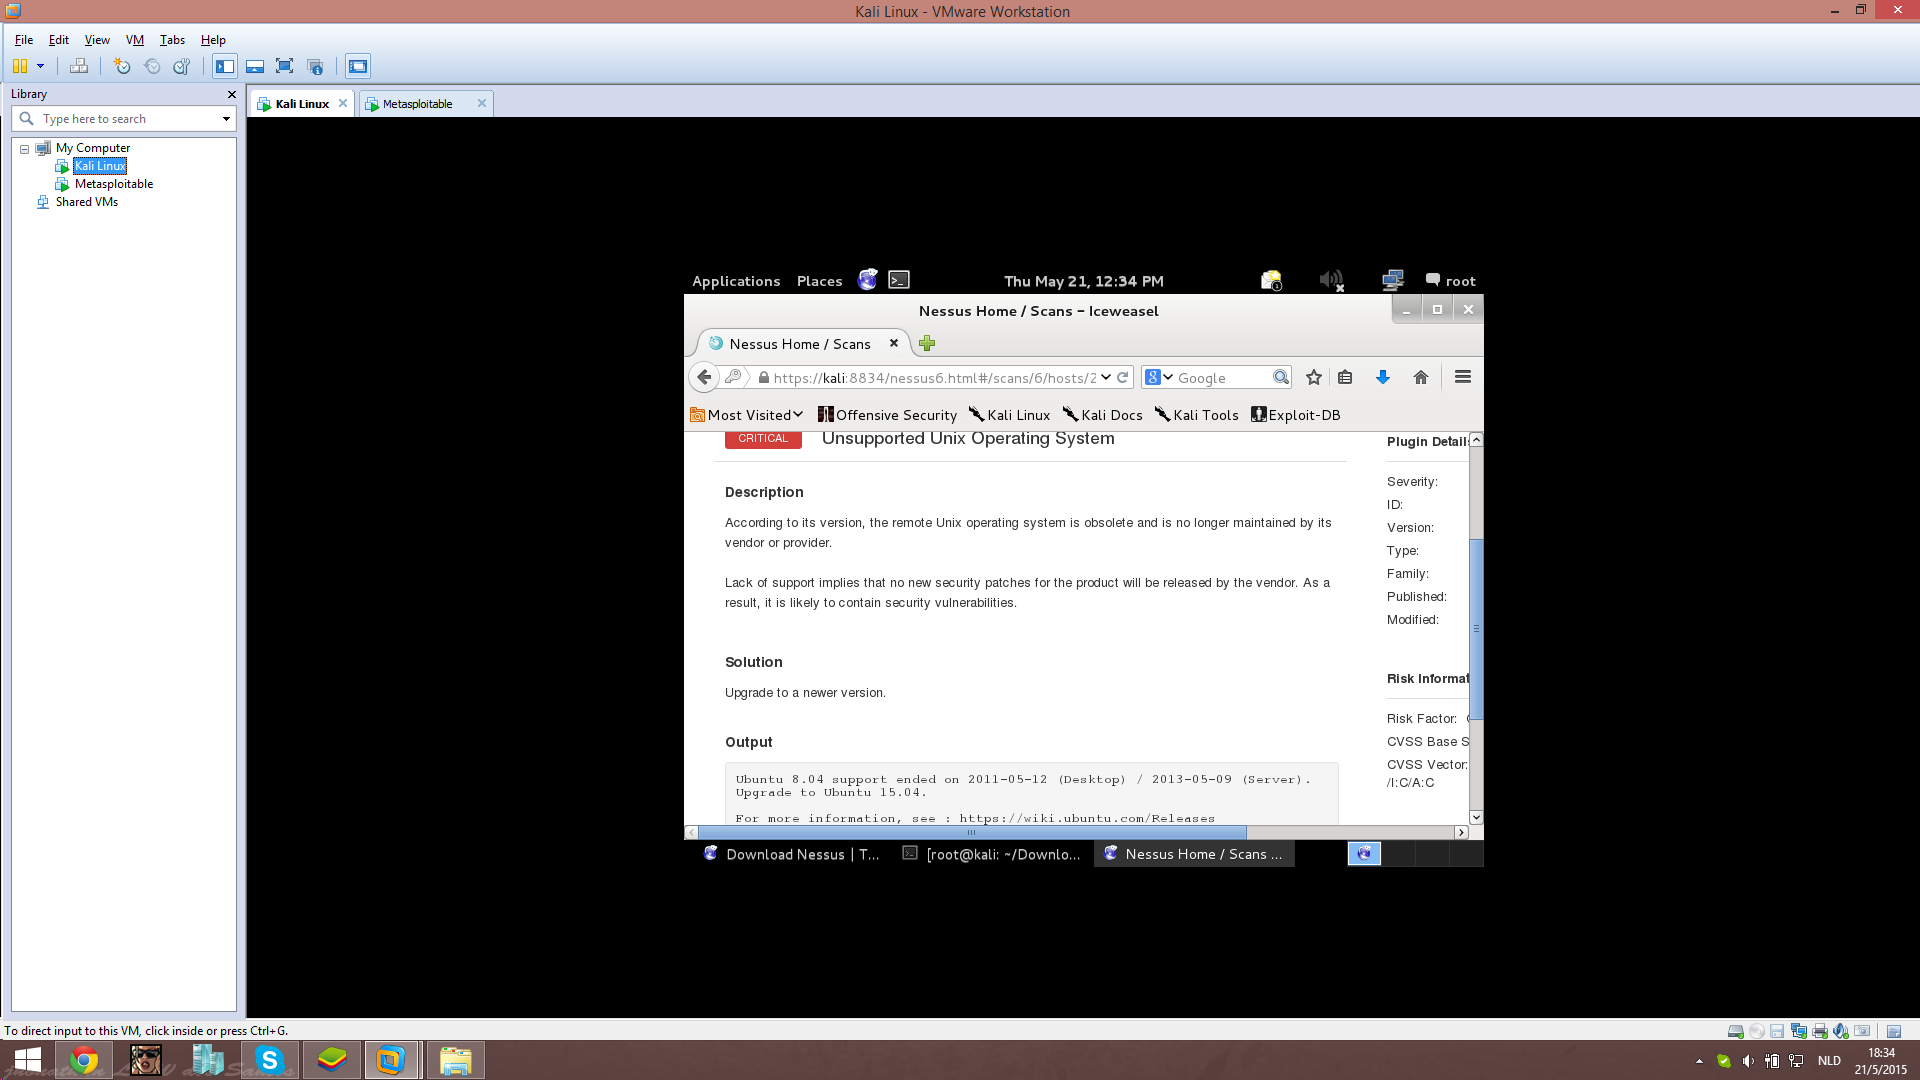 Kali Linux - VMware Workstation
File Edit View VM Tabs Help
Library
Type here to search
My Computer
Kali Linux
Metasploitable
Shared VMs
Kali Linux Metasploitable
Applications Places Thu May 21, 12:34 PM root
Nessus Home / Scans - Iceweasel
Nessus Home / Scans
https://kali:8834/nessus6.html#/scans/6/hosts/2 Google
Most Visited Offensive Security Kali Linux Kali Docs Kali Tools Exploit-DB
CRITICAL Unsupported Unix Operating System
Description
According to its version, the remote Unix operating system is obsolete and is no longer maintained by its
vendor or provider.
Lack of support implies that no new security patches for the product will be released by the vendor. As a
result, it is likely to contain security vulnerabilities.
Solution
Upgrade to a newer version.
Output
Ubuntu 8.04 support ended on 2011-05-12 (Desktop) / 2013-05-09 (Server).
Upgrade to Ubuntu 15.04.
For more information, see : https://wiki.ubuntu.com/Releases
Plugin Details
Severity:
ID:
Version:
Type:
Family:
Published:
Modified:
Risk Informat
Risk Factor:
CVSS Base S
CVSS Vector:
/I:C/A:C
Download Nessus | T... [root@kali: ~/Downlo... Nessus Home / Scans ...
To direct input to this VM, click inside or press Ctrl+G.
NLD
18:34
21/5/2015